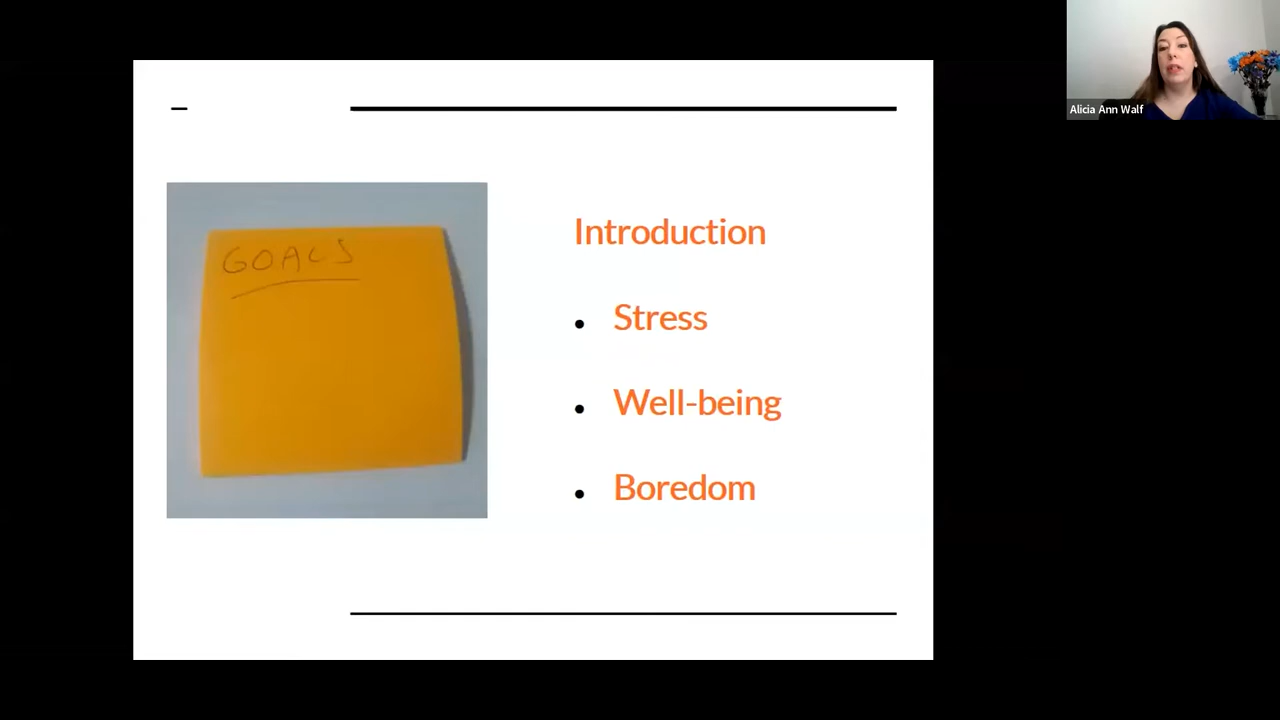 Alicia Ann Walf
GOALS
Introduction
• Stress
• Well-being
• Boredom